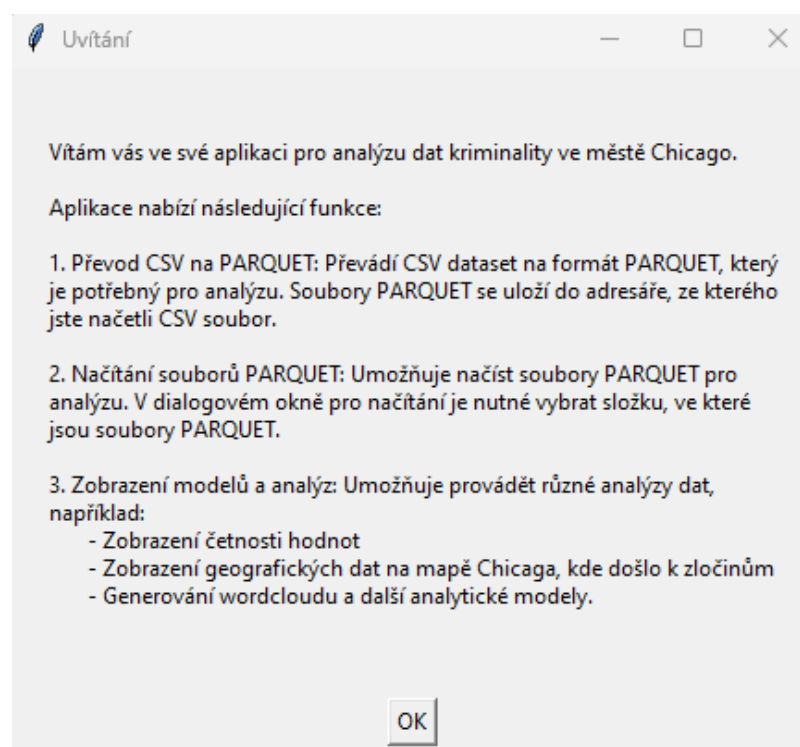 Uvítání
Vítám vás ve své aplikaci pro analýzu dat kriminality ve městě Chicago.
Aplikace nabízí následující funkce:
1. Převod CSV na PARQUET: Převádí CSV dataset na formát PARQUET, který
je potřebný pro analýzu. Soubory PARQUET se uloží do adresáře, ze kterého
jste načetli CSV soubor.
2. Načítání souborů PARQUET: Umožňuje načíst soubory PARQUET pro
analýzu. V dialogovém okně pro načítání je nutné vybrat složku, ve které
jsou soubory PARQUET.
3. Zobrazení modelů a analýz: Umožňuje provádět různé analýzy dat,
například:
- Zobrazení četnosti hodnot
- Zobrazení geografických dat na mapě Chicaga, kde došlo k zločinům
- Generování wordcloudu a další analytické modely.
OK